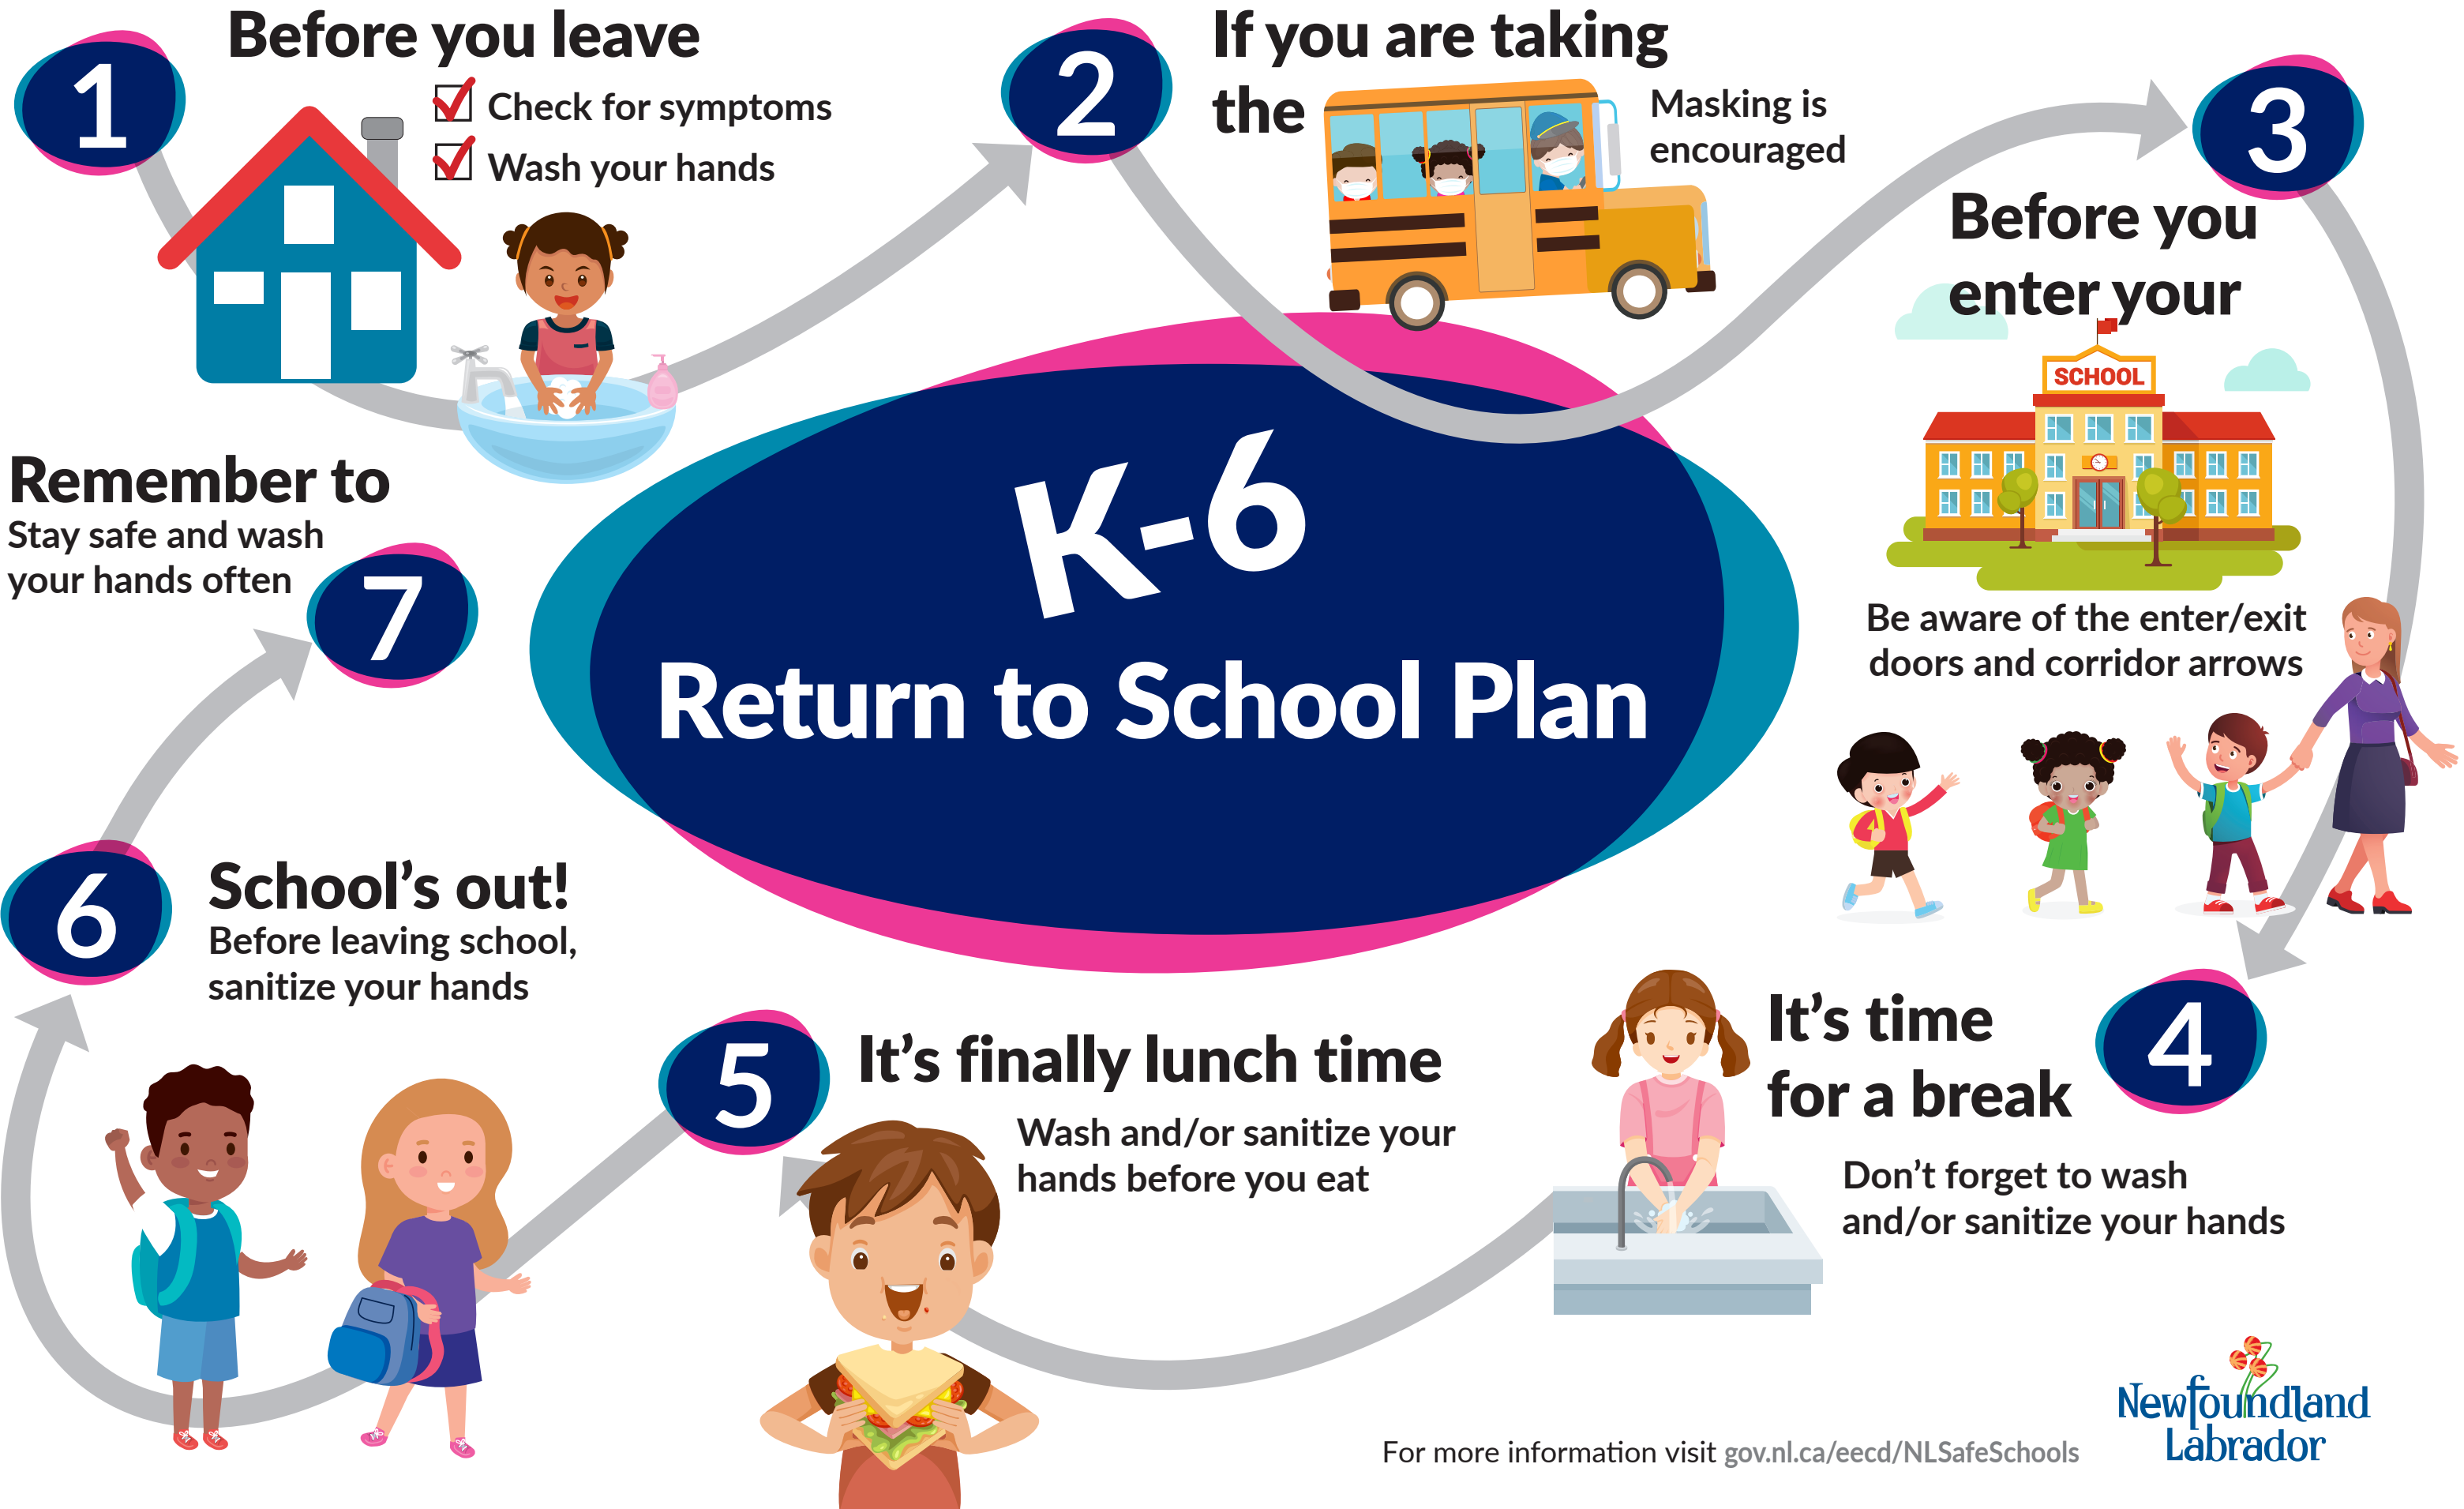 1
Before you leave
Check for symptoms
Wash your hands
2
If you are taking
the
Masking is
encouraged
3
Before you
enter your
SCHOOL
Be aware of the enter/exit
doors and corridor arrows
K-6
Return to School Plan
4
It's time
for a break
Don't forget to wash
and/or sanitize your hands
5
It's finally lunch time
Wash and/or sanitize your
hands before you eat
6
School's out!
Before leaving school,
sanitize your hands
7
Remember to
Stay safe and wash
your hands often
For more information visit gov.nl.ca/eecd/NLSafeSchools
Newfoundland
Labrador